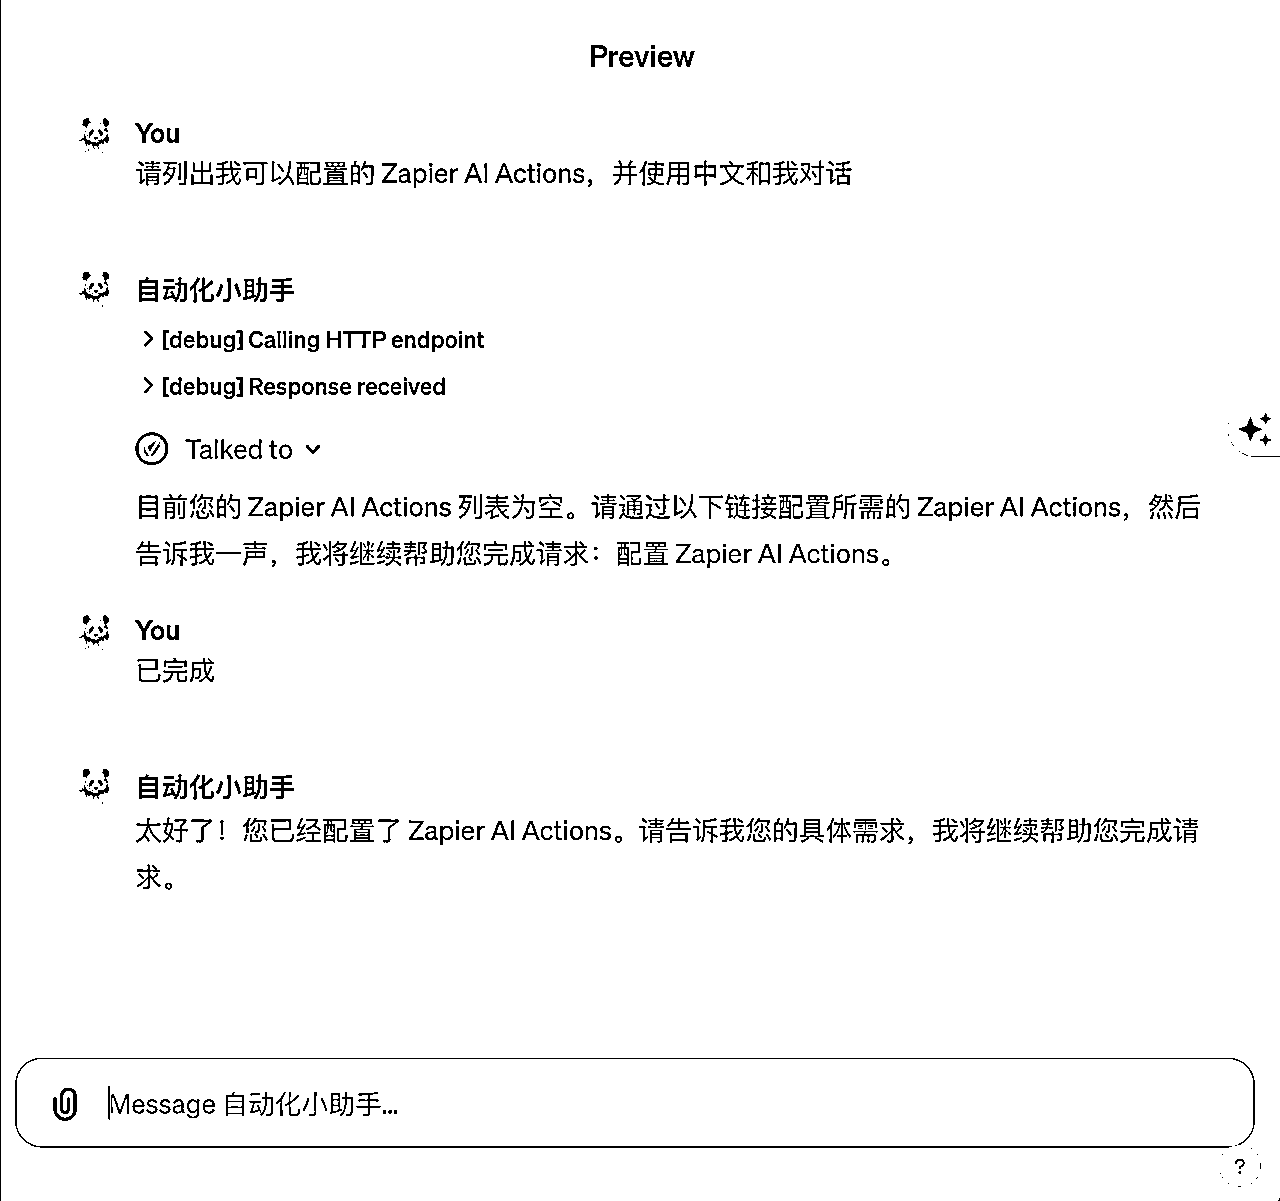 Preview
You
请列出我可以配置的 Zapier AI Actions，并使用中文和我对话
自动化小助手
[debug] Calling HTTP endpoint
[debug] Response received
Talked to
目前您的 Zapier AI Actions 列表为空。请通过以下链接配置所需的 Zapier AI Actions，然后
告诉我一声，我将继续帮助您完成请求：配置 Zapier AI Actions。
You
已完成
自动化小助手
太好了！您已经配置了 Zapier AI Actions。请告诉我您的具体需求，我将继续帮助您完成请
求。
Message 自动化小助手...
?